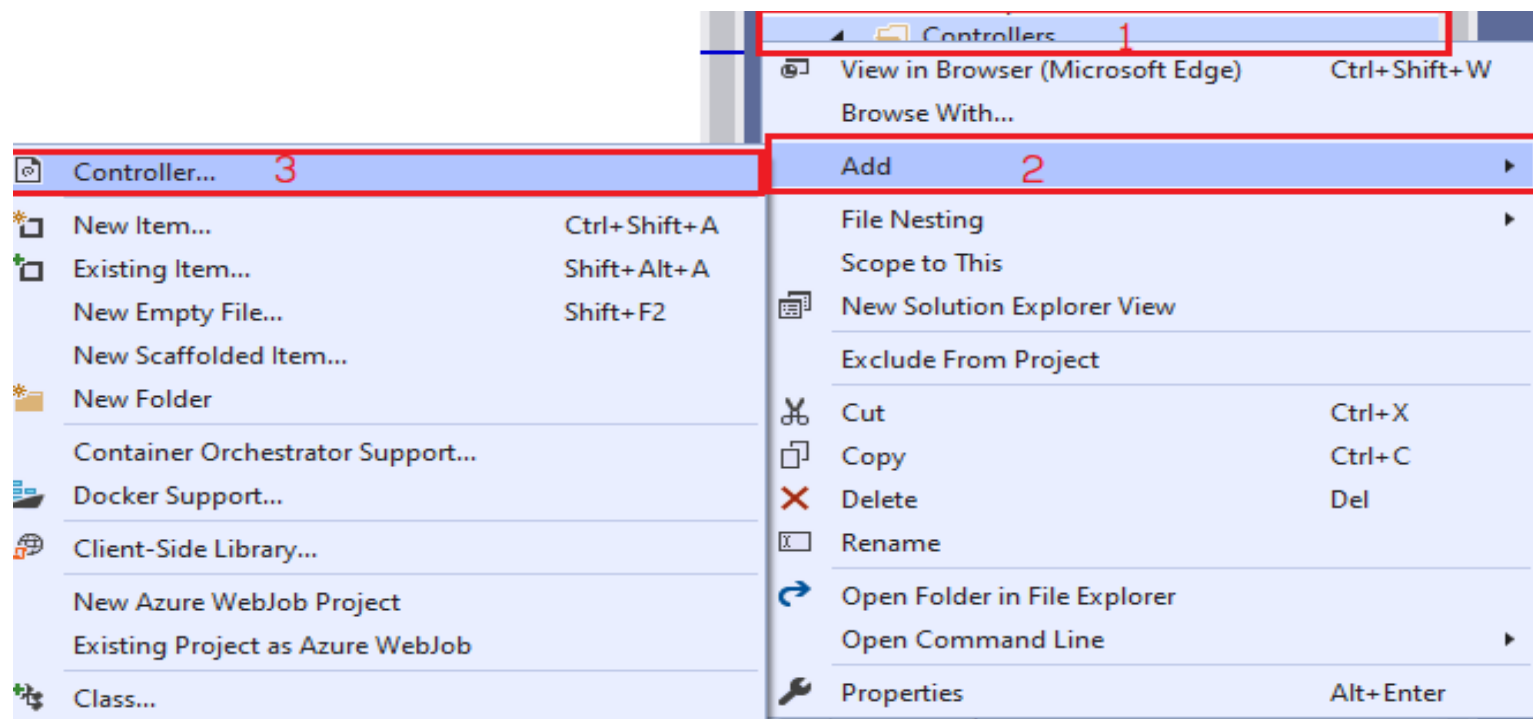 Controllers 1
View in Browser (Microsoft Edge) Ctrl+Shift+W
Browse With...
Add 2
File Nesting
Scope to This
New Solution Explorer View
Exclude From Project
Cut Ctrl+X
Copy Ctrl+C
Delete Del
Rename
Open Folder in File Explorer
Open Command Line
Properties Alt+Enter
Controller... 3
New Item... Ctrl+Shift+A
Existing Item... Shift+Alt+A
New Empty File... Shift+F2
New Scaffolded Item...
New Folder
Container Orchestrator Support...
Docker Support...
Client-Side Library...
New Azure WebJob Project
Existing Project as Azure WebJob
Class...